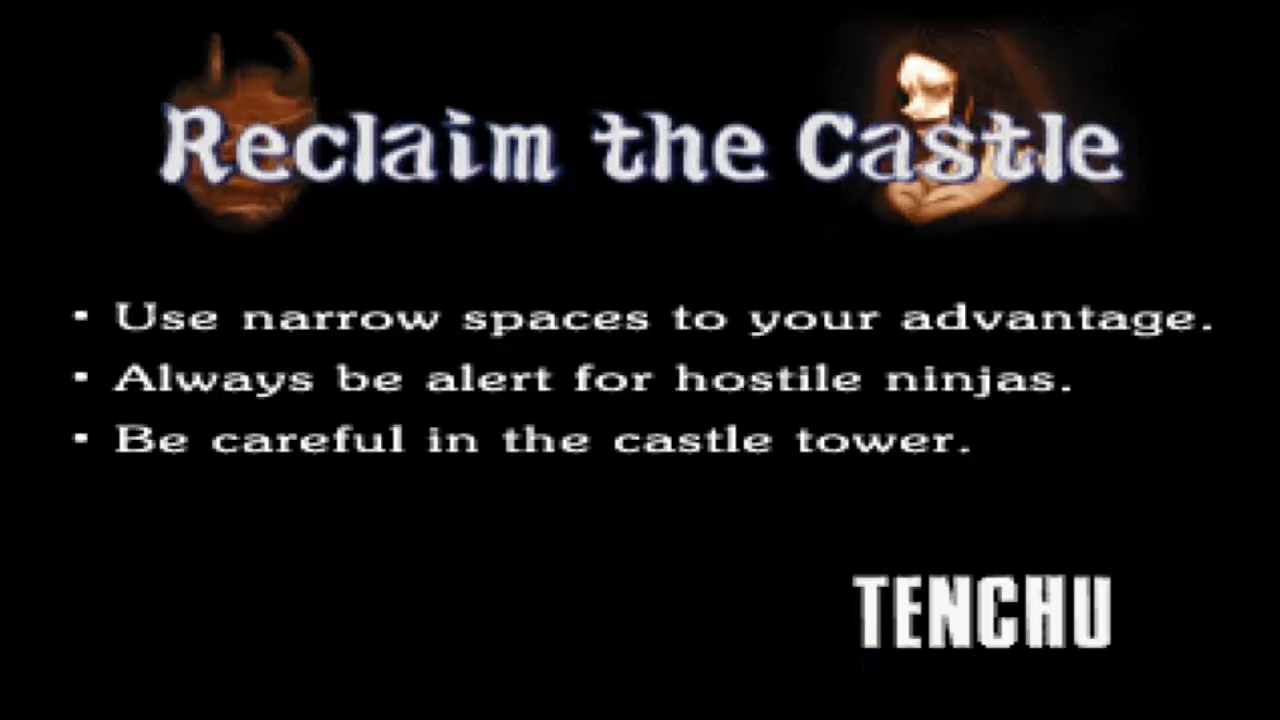 Reclaim the Castle
• Use narrow spaces to your advantage.
• Always be alert for hostile ninjas.
• Be careful in the castle tower.
TENCHU